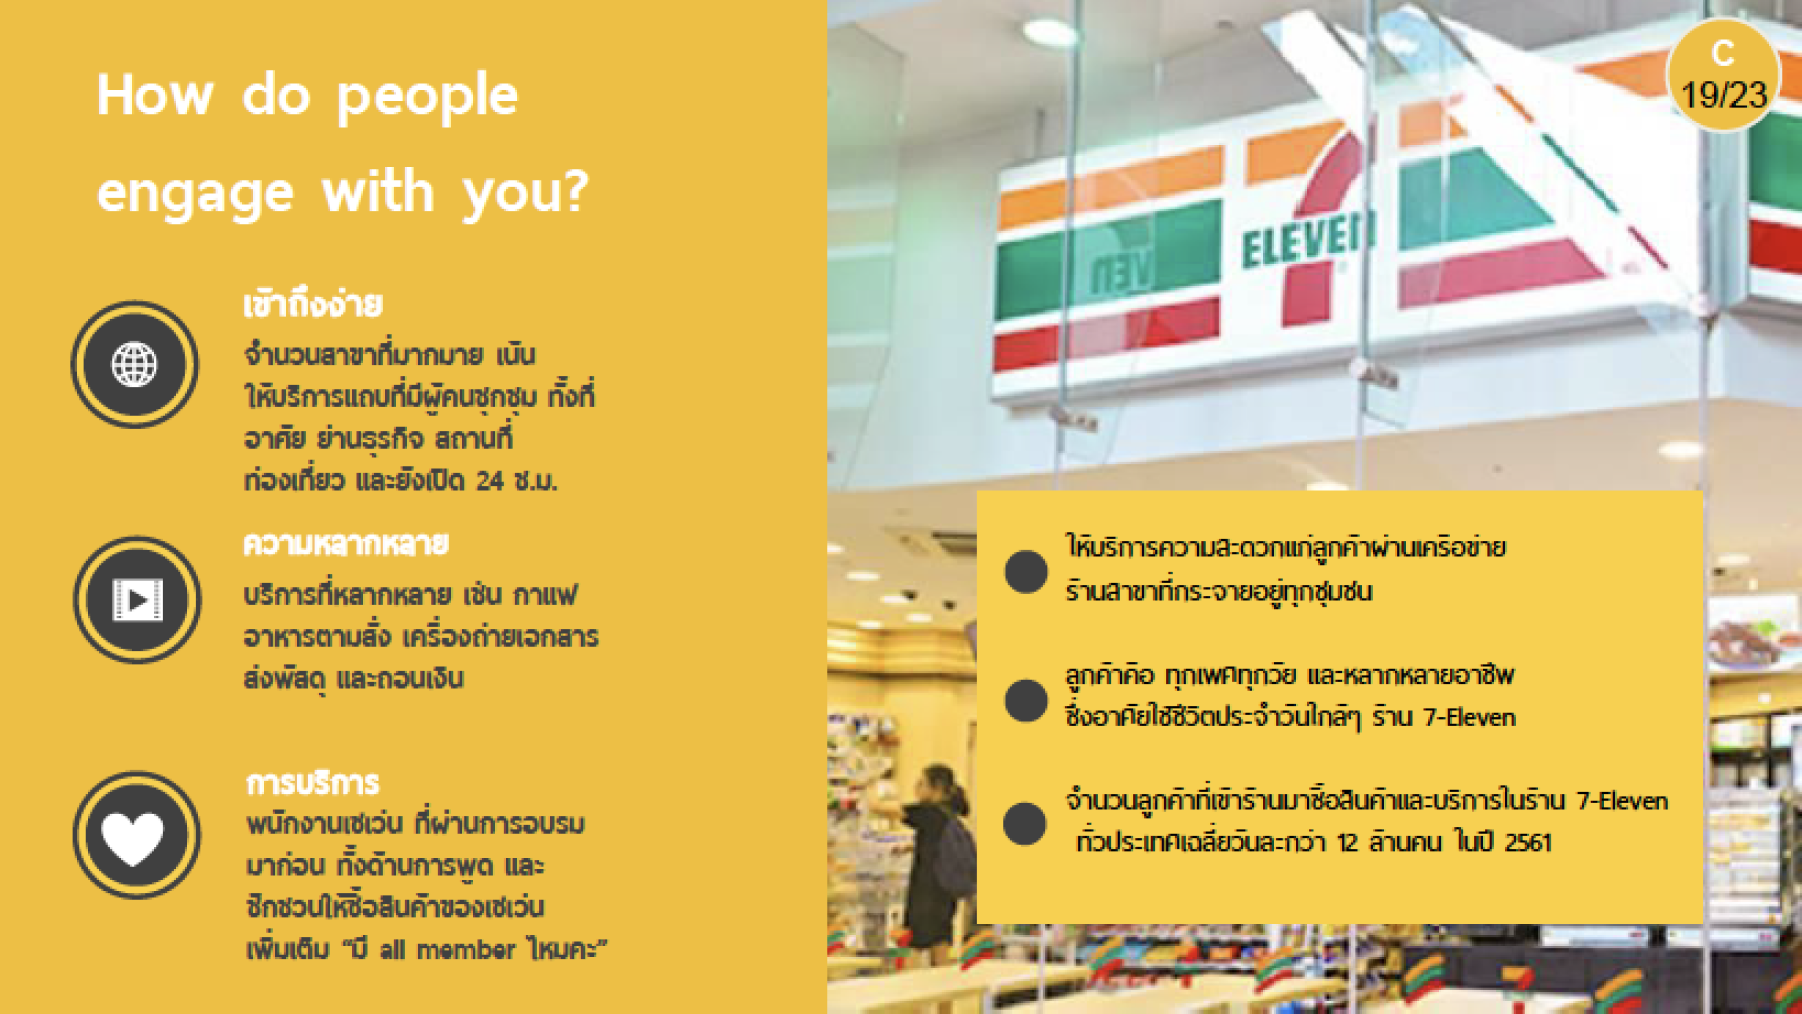 How do people
engage with you?
เข้าถึงง่าย
จำนวนสาขาที่มากมาย เน้น
ให้บริการแถบที่มีผู้คนชุกชุม ทั้งที่
อาศัย ย่านธุรกิจ สถานที่
ท่องเที่ยว และยังเปิด 24 ช.ม.
ความหลากหลาย
บริการที่หลากหลาย เช่น กาแฟ
อาหารตามสั่ง เครื่องถ่ายเอกสาร
ส่งพัสดุ และถอนเงิน
การบริการ
พนักงานเซเว่น ที่ผ่านการอบรม
มาก่อน ทั้งด้านการพูด และ
ชักชวนให้ซื้อสินค้าของเซเว่น
เพิ่มเติม “มี all member ไหมคะ”
C
19/23
ELEVEN
VEN
ให้บริการความสะดวกแก่ลูกค้าผ่านเครือข่าย
ร้านสาขาที่กระจายอยู่ทุกชุมชน
ลูกค้าคือ ทุกเพศทุกวัย และหลากหลายอาชีพ
ซึ่งอาศัยใช้ชีวิตประจำวันใกล้ๆ ร้าน 7-Eleven
จำนวนลูกค้าที่เข้าร้านมาซื้อสินค้าและบริการในร้าน 7-Eleven
ทั่วประเทศเฉลี่ยวันละกว่า 12 ล้านคน ในปี 2561